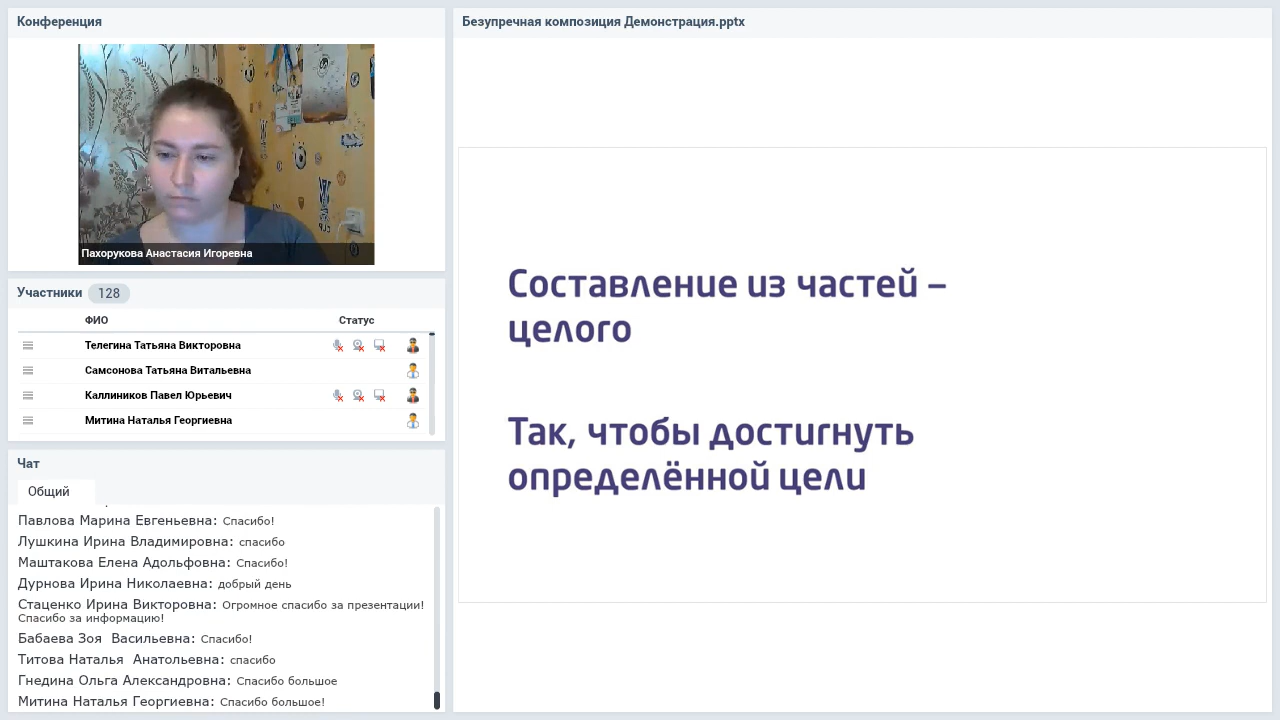 Конференция
Пахорукова Анастасия Игоревна
Участники 128
ФИО Статус
Телегина Татьяна Викторовна
Самсонова Татьяна Витальевна
Каллиников Павел Юрьевич
Митина Наталья Георгиевна
Чат
Общий
Павлова Марина Евгеньевна: Спасибо!
Лушкина Ирина Владимировна: спасибо
Маштакова Елена Адольфовна: Спасибо!
Дурнова Ирина Николаевна: добрый день
Стаценко Ирина Викторовна: Огромное спасибо за презентации!
Спасибо за информацию!
Бабаева Зоя Васильевна: Спасибо!
Титова Наталья Анатольевна: спасибо
Гнедина Ольга Александровна: Спасибо большое
Митина Наталья Георгиевна: Спасибо большое!
Безупречная композиция Демонстрация.pptx
Составление из частей –
целого
Так, чтобы достигнуть
определённой цели